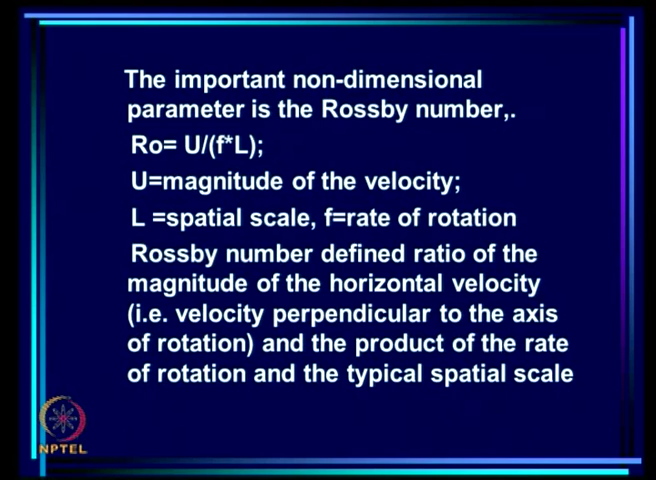 The important non-dimensional
parameter is the Rossby number,.
Ro= U/(f*L);
U=magnitude of the velocity;
L =spatial scale, f=rate of rotation
Rossby number defined ratio of the
magnitude of the horizontal velocity
(i.e. velocity perpendicular to the axis
of rotation) and the product of the rate
of rotation and the typical spatial scale
NPTEL